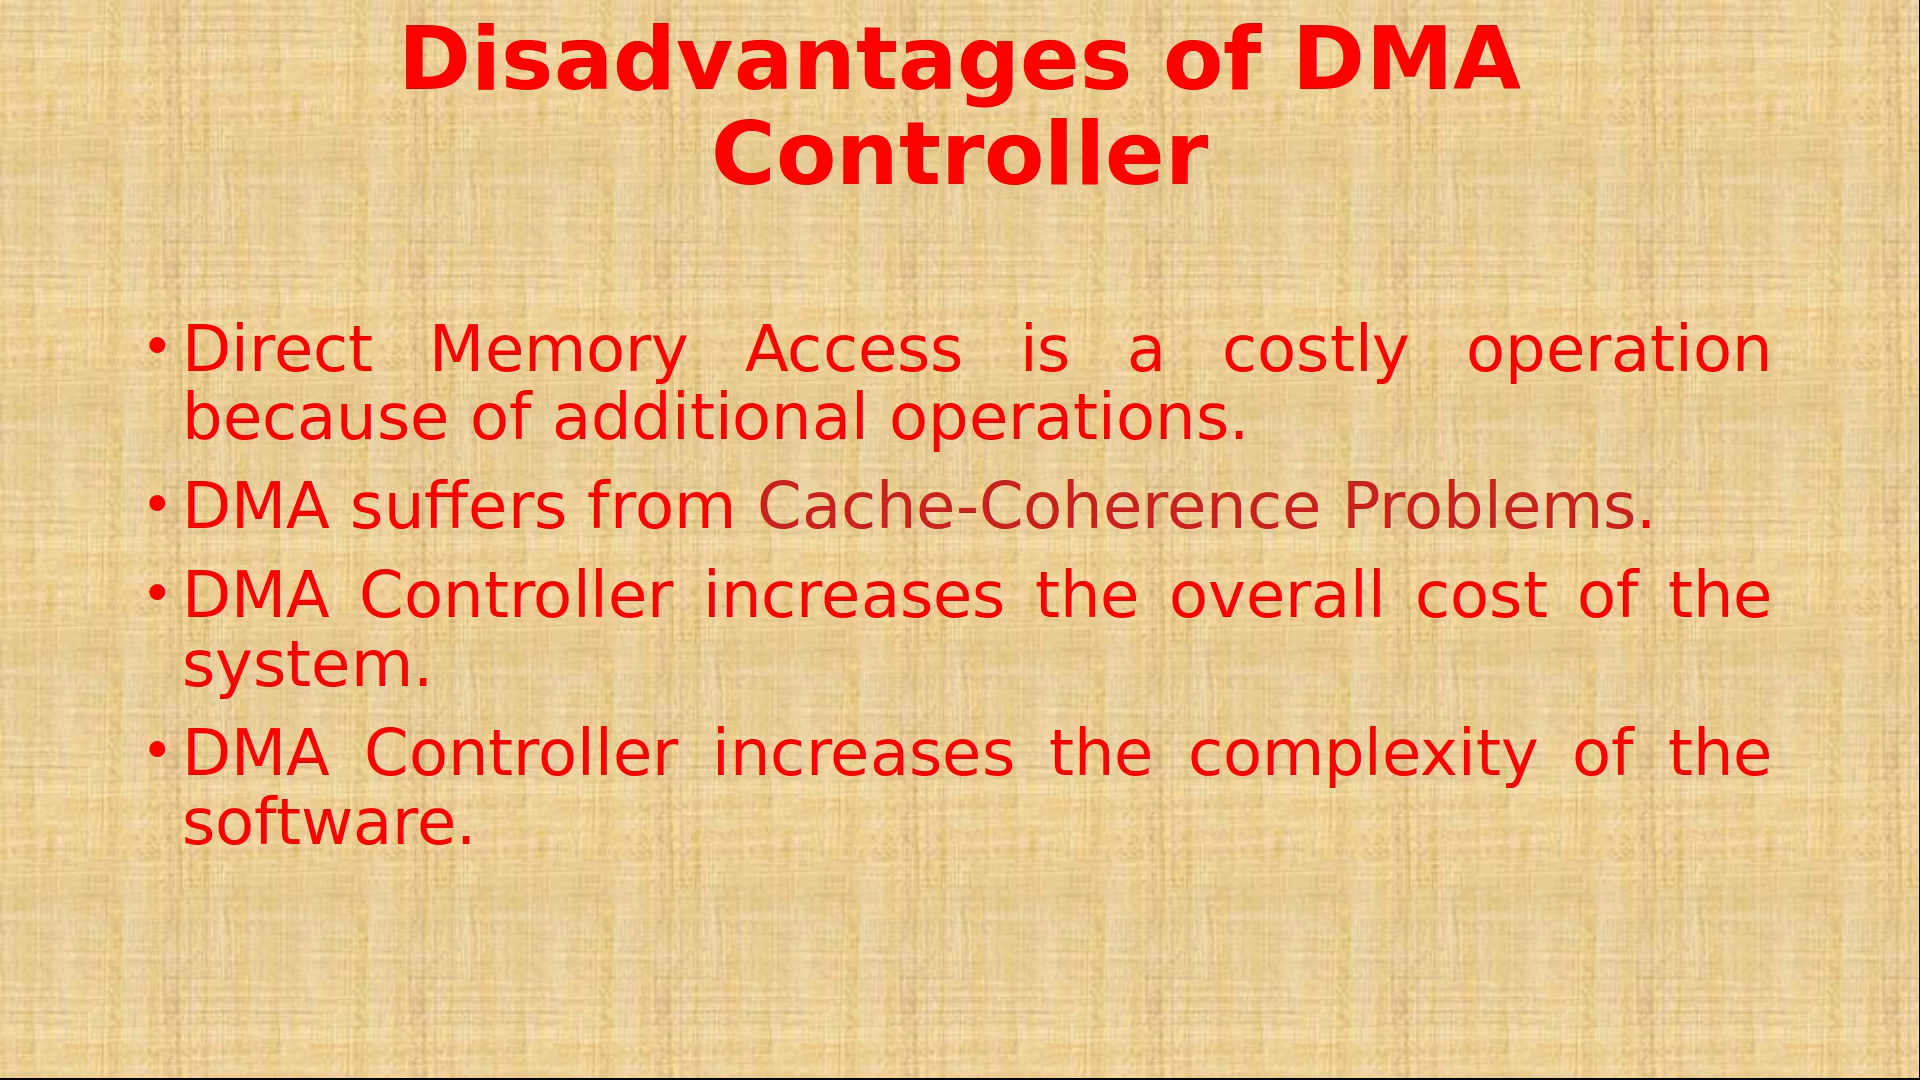 Disadvantages of DMA
Controller
• Direct Memory Access is a costly operation
because of additional operations.
• DMA suffers from Cache-Coherence Problems.
• DMA Controller increases the overall cost of the
system.
• DMA Controller increases the complexity of the
software.